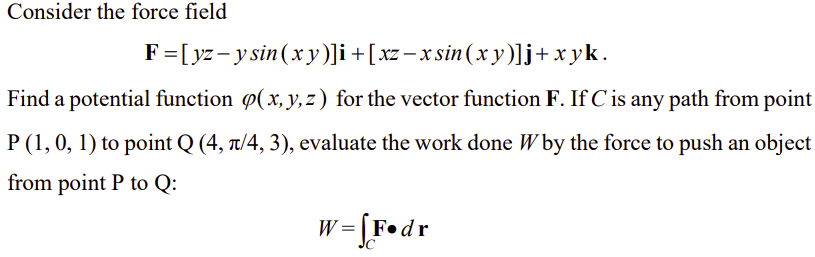 Consider the force field
F =[ yz – y sin( x y )]i +[ xz – x sin( x y )]j + x y k .
Find a potential function φ( x, y, z ) for the vector function F. If C is any path from point
P (1, 0, 1) to point Q (4, π/4, 3), evaluate the work done W by the force to push an object
from point P to Q:
W = ∫C F• d r